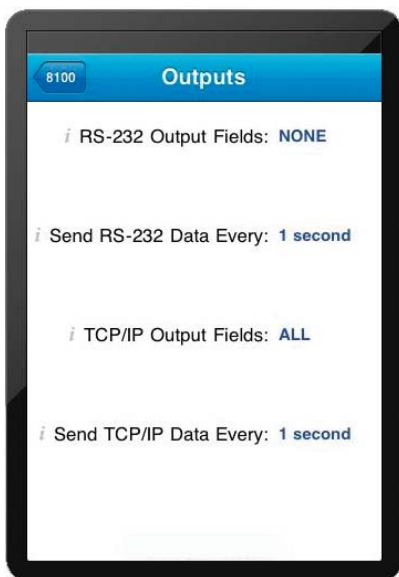 8100
Outputs
i RS-232 Output Fields: NONE
i Send RS-232 Data Every: 1 second
i TCP/IP Output Fields: ALL
i Send TCP/IP Data Every: 1 second